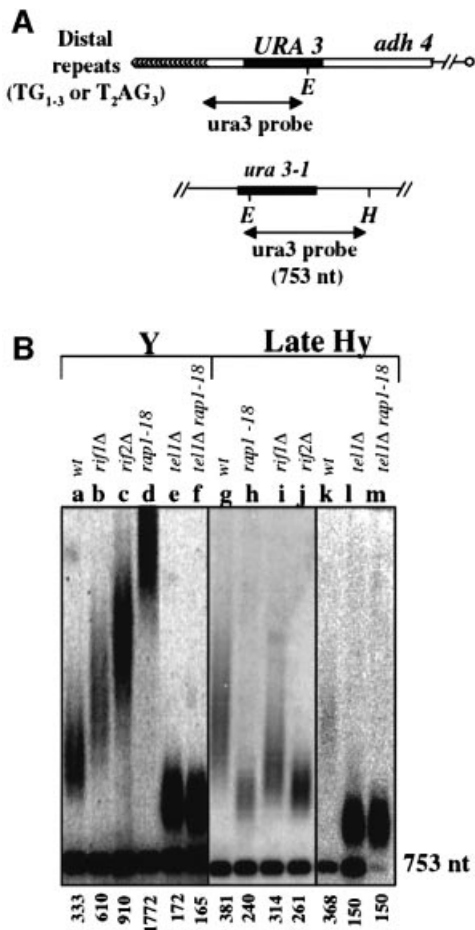 A
Distal repeats (TG₁₋₃ or T₂AG₃)
URA 3
adh 4
E
ura3 probe
ura 3-1
E
H
ura3 probe
(753 nt)
B
Y
Late Hy
wt
rif1Δ
rif2Δ
rap1-18
tel1Δ
tel1Δ rap1-18
wt
rap1-18
rif1Δ
rif2Δ
wt
tel1Δ
tel1Δ rap1-18
a b c d e f g h i j k l m
753 nt
333
610
910
1772
172
165
381
240
314
261
368
150
150